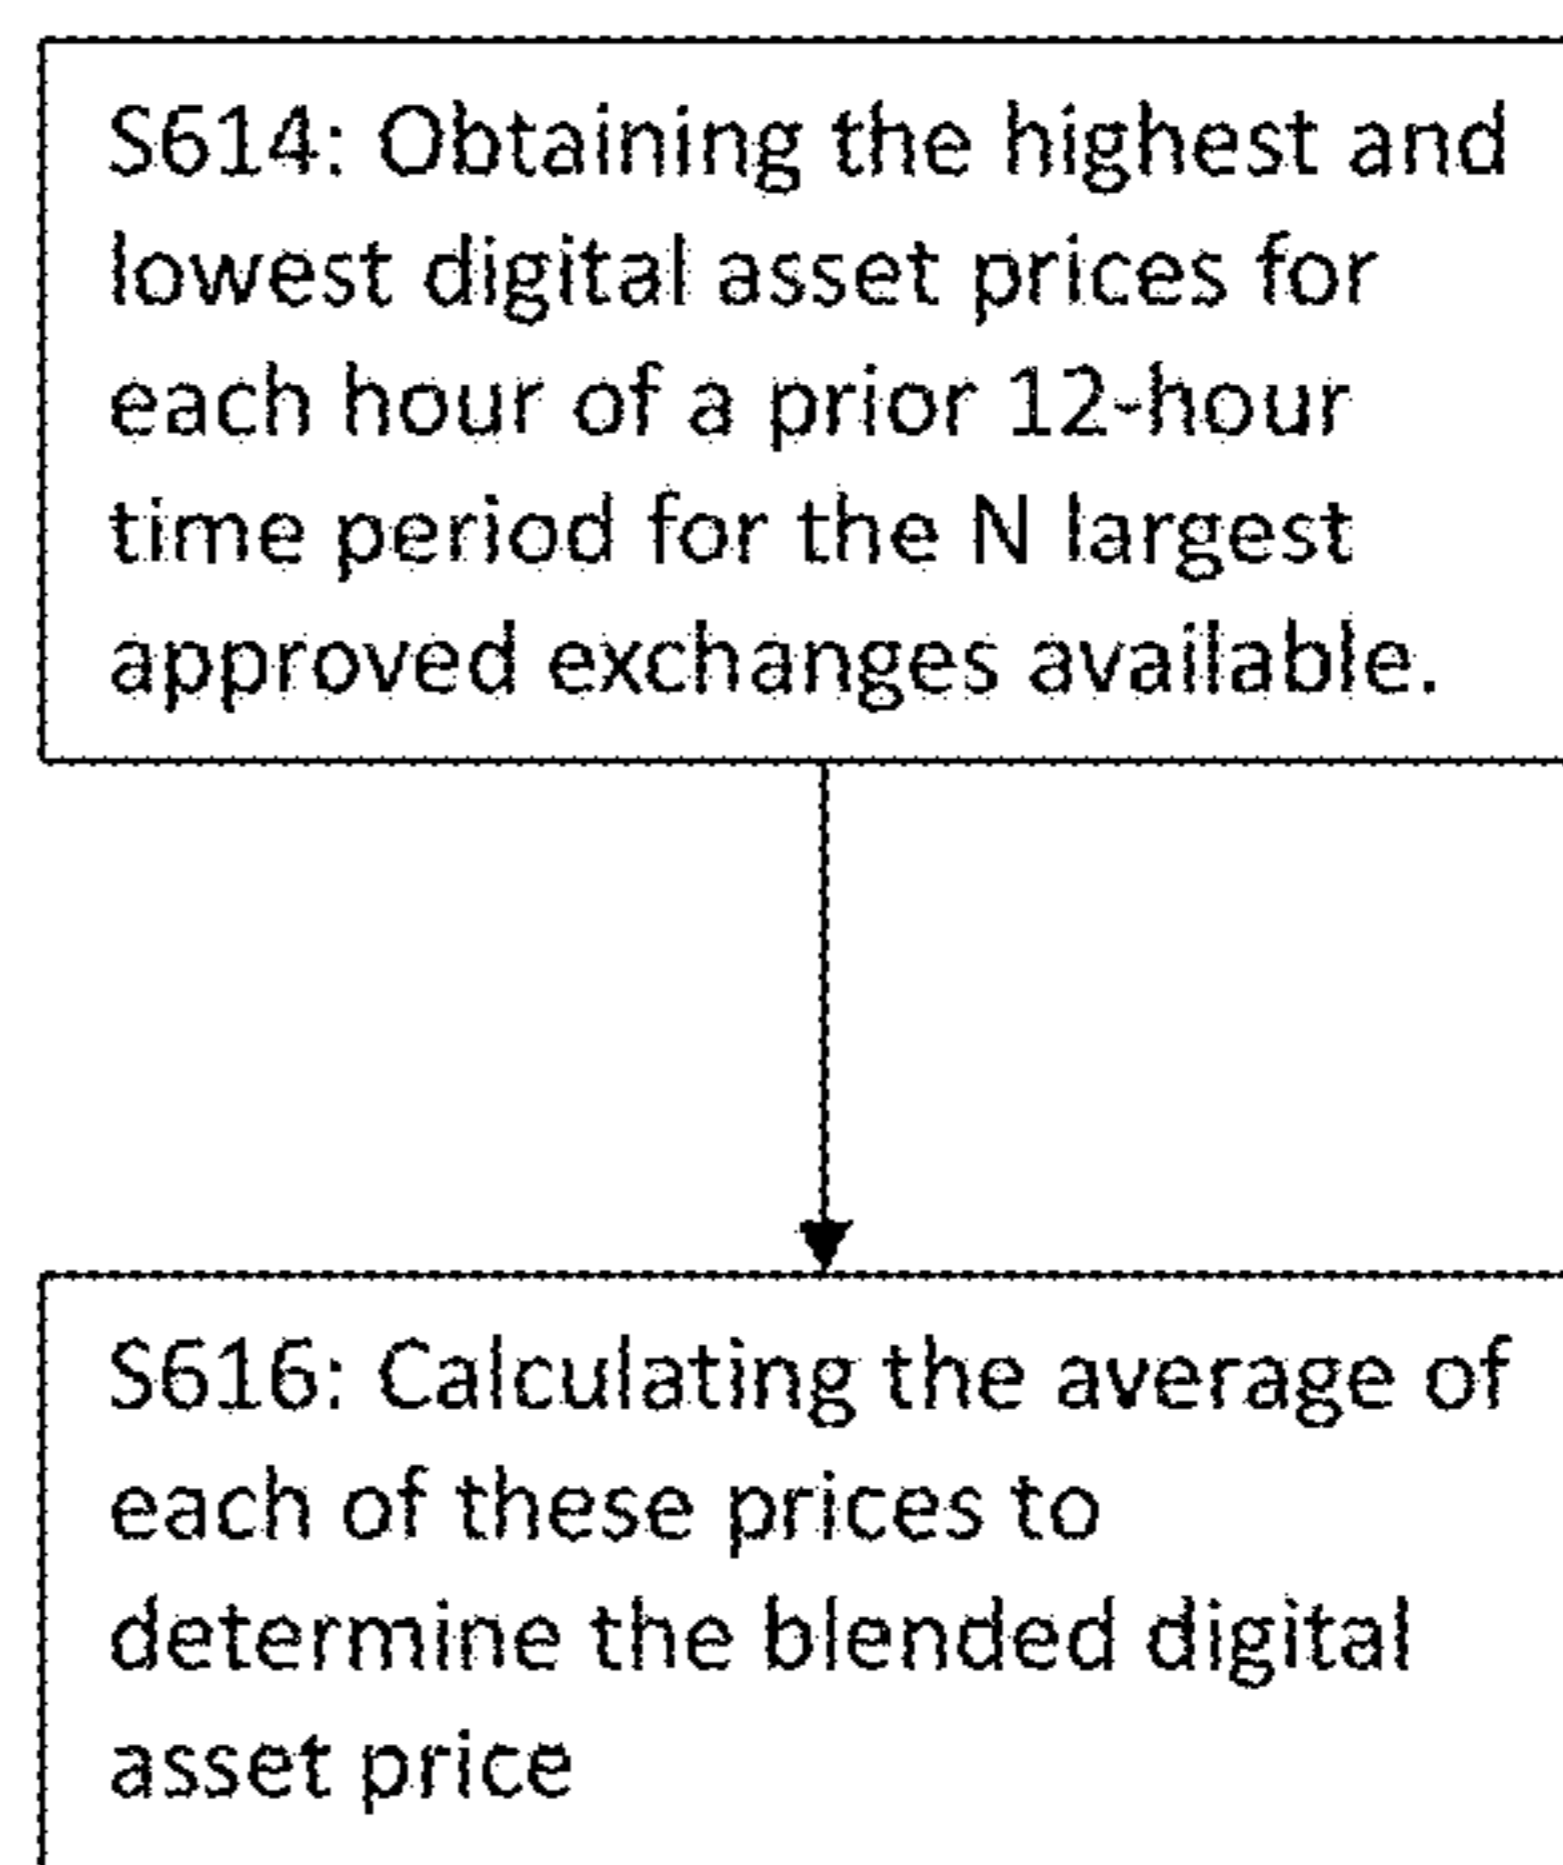 S614: Obtaining the highest and
lowest digital asset prices for
each hour of a prior 12-hour
time period for the N largest
approved exchanges available.
S616: Calculating the average of
each of these prices to
determine the blended digital
asset price